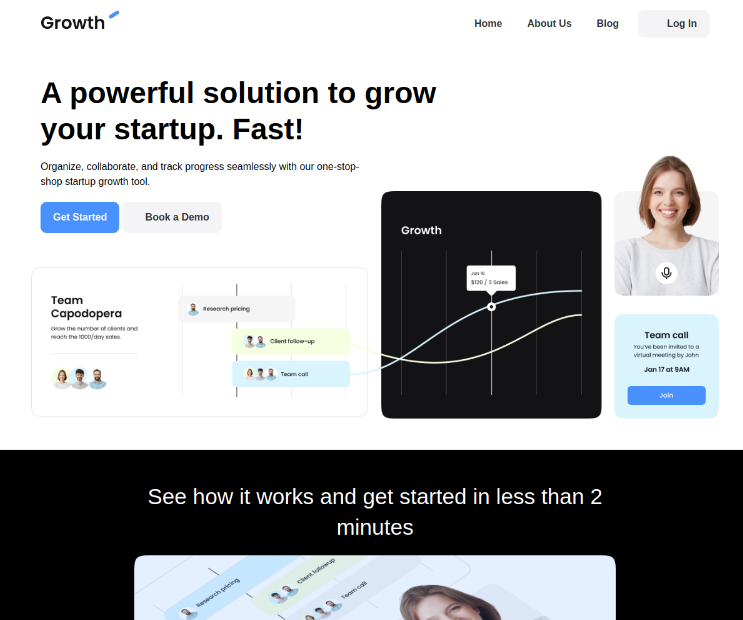 Growth
Home
About Us
Blog
Log In
A powerful solution to grow
your startup. Fast!
Organize, collaborate, and track progress seamlessly with our one-stop-
shop startup growth tool.
Get Started
Book a Demo
Team
Capodopera
Grow the number of clients and
reach the 1000/day sales.
Research pricing
Client follow-up
Team call
Growth
$120 / 3 Sales
Team call
You've been invited to a
virtual meeting by John
Jan 17 at 9AM
Join
See how it works and get started in less than 2
minutes
Research pricing
Client followup
Team call